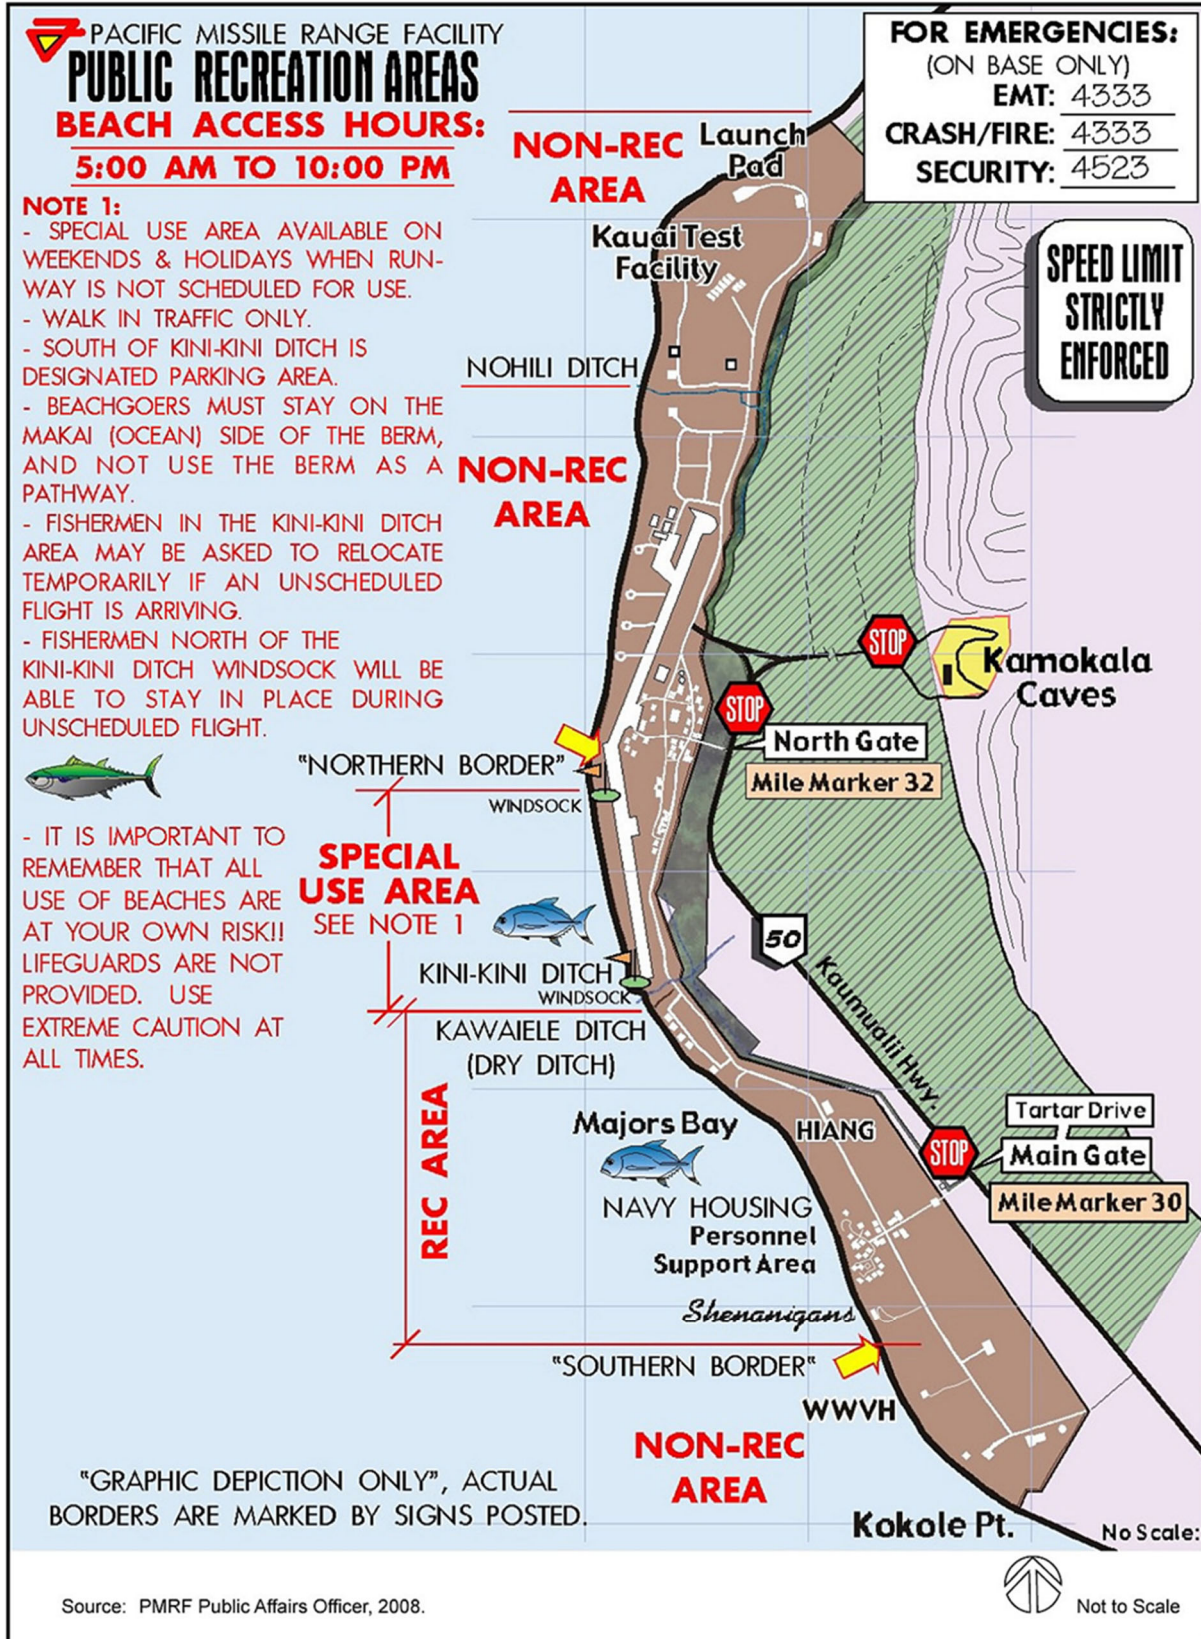 PACIFIC MISSILE RANGE FACILITY
PUBLIC RECREATION AREAS
BEACH ACCESS HOURS:
5:00 AM TO 10:00 PM
NOTE 1:
- SPECIAL USE AREA AVAILABLE ON
WEEKENDS & HOLIDAYS WHEN RUN-
WAY IS NOT SCHEDULED FOR USE.
- WALK IN TRAFFIC ONLY.
- SOUTH OF KINI-KINI DITCH IS
DESIGNATED PARKING AREA.
- BEACHGOERS MUST STAY ON THE
MAKAI (OCEAN) SIDE OF THE BERM,
AND NOT USE THE BERM AS A
PATHWAY.
- FISHERMEN IN THE KINI-KINI DITCH
AREA MAY BE ASKED TO RELOCATE
TEMPORARILY IF AN UNSCHEDULED
FLIGHT IS ARRIVING.
- FISHERMEN NORTH OF THE
KINI-KINI DITCH WINDSOCK WILL BE
ABLE TO STAY IN PLACE DURING
UNSCHEDULED FLIGHT.
- IT IS IMPORTANT TO
REMEMBER THAT ALL
USE OF BEACHES ARE
AT YOUR OWN RISK!!
LIFEGUARDS ARE NOT
PROVIDED. USE
EXTREME CAUTION AT
ALL TIMES.
FOR EMERGENCIES:
(ON BASE ONLY)
EMT: 4333
CRASH/FIRE: 4333
SECURITY: 4523
SPEED LIMIT
STRICTLY
ENFORCED
NON-REC
AREA
Launch
Pad
Kauai Test
Facility
NOHILI DITCH
NON-REC
AREA
STOP
Kamokala
Caves
STOP
North Gate
Mile Marker 32
"NORTHERN BORDER"
WINDSOCK
SPECIAL
USE AREA
SEE NOTE 1
50
Kaumualii Hwy.
KINI-KINI DITCH
WINDSOCK
KAWAIELE DITCH
(DRY DITCH)
REC AREA
Majors Bay
HIANG
Tartar Drive
STOP
Main Gate
Mile Marker 30
NAVY HOUSING
Personnel
Support Area
Shenanigans
"SOUTHERN BORDER"
WWVH
NON-REC
AREA
Kokole Pt.
"GRAPHIC DEPICTION ONLY", ACTUAL
BORDERS ARE MARKED BY SIGNS POSTED.
No Scale:
Source: PMRF Public Affairs Officer, 2008.
Not to Scale